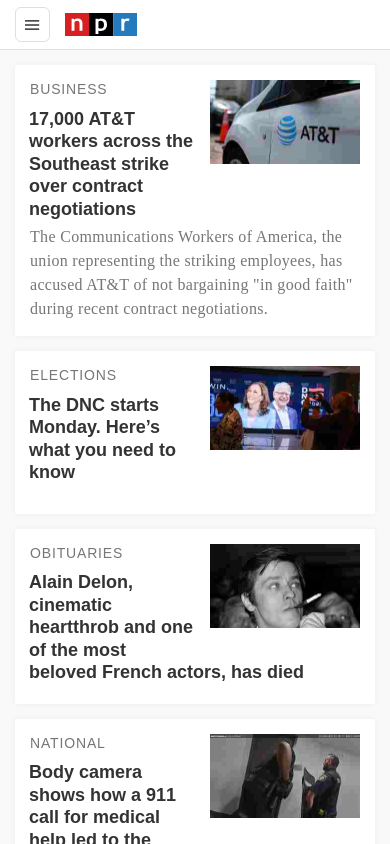 npr
BUSINESS
17,000 AT&T
workers across the
Southeast strike
over contract
negotiations
AT&T
The Communications Workers of America, the
union representing the striking employees, has
accused AT&T of not bargaining "in good faith"
during recent contract negotiations.
ELECTIONS
The DNC starts
Monday. Here’s
what you need to
know
OBITUARIES
Alain Delon,
cinematic
heartthrob and one
of the most
beloved French actors, has died
NATIONAL
Body camera
shows how a 911
call for medical
help led to the